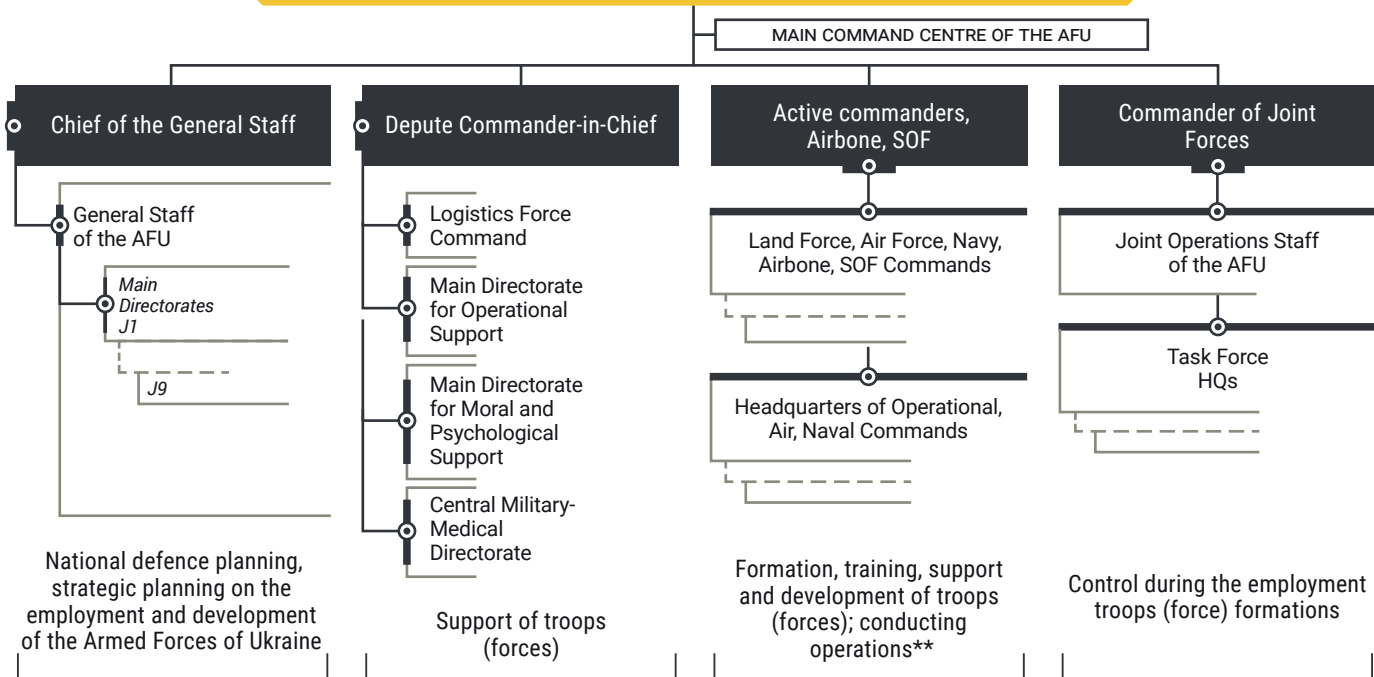 MAIN COMMAND CENTRE OF THE AFU
Chief of the General Staff
General Staff
of the AFU
Main
Directorates
J1
J9
National defence planning,
strategic planning on the
employment and development
of the Armed Forces of Ukraine
Depute Commander-in-Chief
Logistics Force
Command
Main Directorate
for Operational
Support
Main Directorate
for Moral and
Psychological
Support
Central Military-
Medical
Directorate
Support of troops
(forces)
Active commanders,
Airbone, SOF
Land Force, Air Force, Navy,
Airbone, SOF Commands
Headquarters of Operational,
Air, Naval Commands
Formation, training, support
and development of troops
(forces); conducting
operations**
Commander of Joint
Forces
Joint Operations Staff
of the AFU
Task Force
HQs
Control during the employment
troops (force) formations